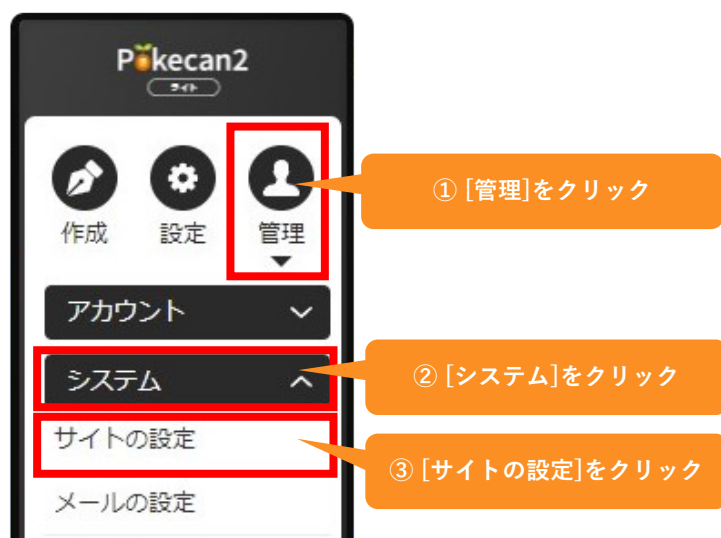 Pokecan2
ライト
作成 設定 管理
① [管理]をクリック
アカウント
システム
② [システム]をクリック
サイトの設定
③ [サイトの設定]をクリック
メールの設定